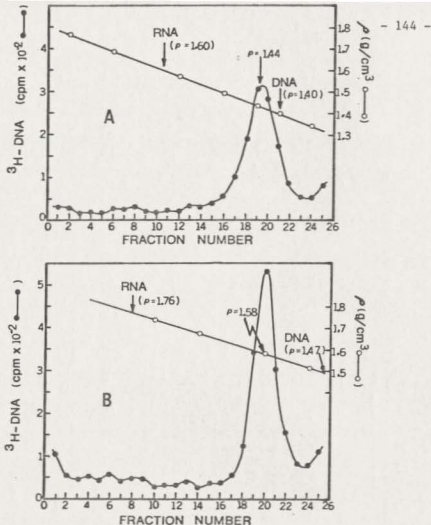 - 144 -
³H-DNA (cpm x 10⁻² ●—●)
4
3
2
1
0
RNA
(ρ=1.60)
ρ=1.44
DNA
(ρ=1.40)
A
1.8
1.7
1.6
1.5
1.4
1.3
ρ (g/cm³ ○—○)
0 2 4 6 8 10 12 14 16 18 20 22 24 26
FRACTION NUMBER
³H-DNA (cpm x 10⁻² ●—●)
5
4
3
2
1
0
RNA
(ρ=1.76)
ρ=1.58
DNA
(ρ=1.47)
B
1.8
1.7
1.6
1.5
ρ (g/cm³ ○—○)
0 2 4 6 8 10 12 14 16 18 20 22 24 26
FRACTION NUMBER